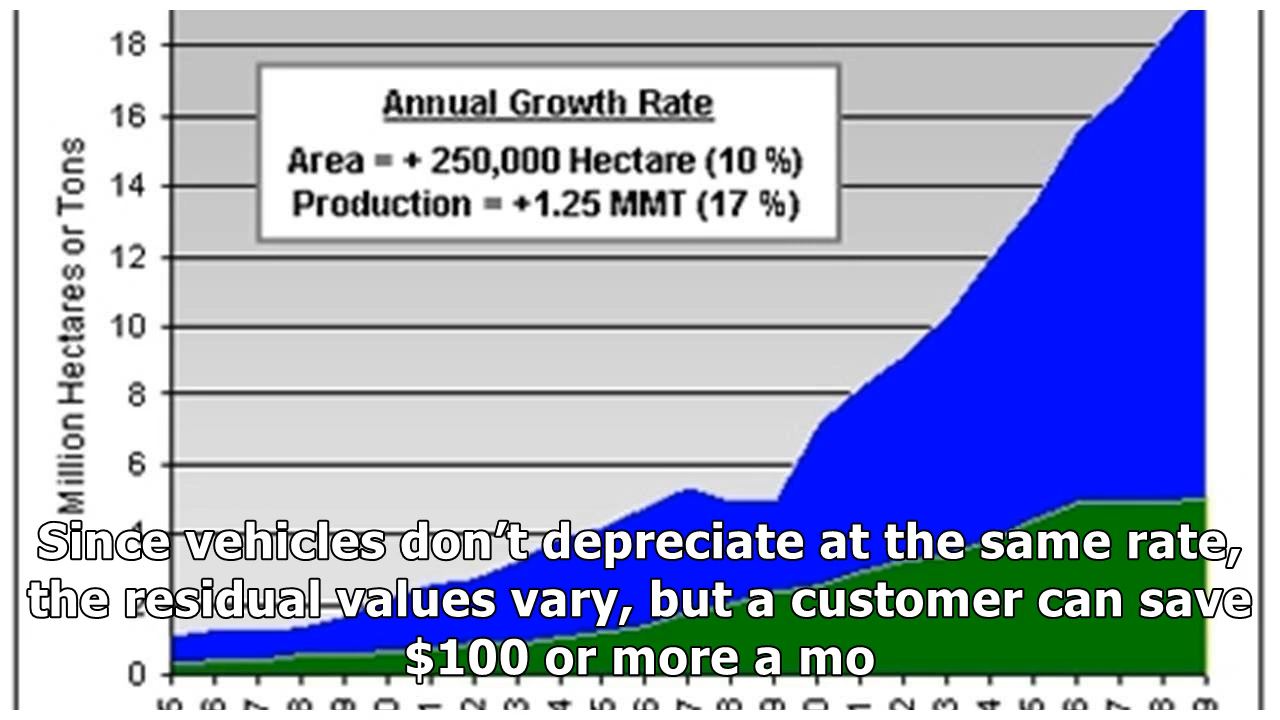 18
Annual Growth Rate
16
Area = + 250,000 Hectare (10 %)
14
Production = +1.25 MMT (17 %)
12
10
8
6
Million Hectares or Tons
Since vehicles don’t depreciate at the same rate,
the residual values vary, but a customer can save
$100 or more a mo
0